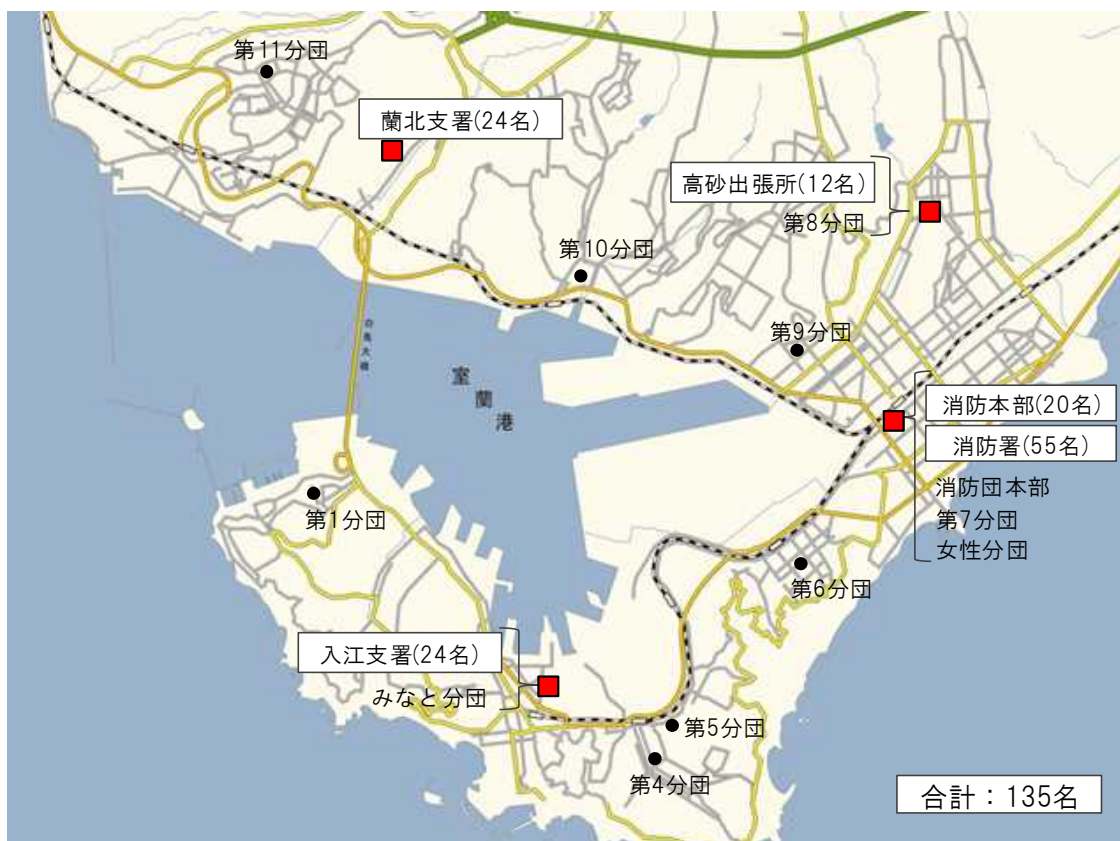 第11分団
蘭北支署(24名)
高砂出張所(12名)
第8分団
第10分団
白鳥大橋
第9分団
室蘭港
消防本部(20名)
消防署(55名)
消防団本部
第7分団
女性分団
第1分団
第6分団
入江支署(24名)
みなと分団
第5分団
第4分団
合計：135名